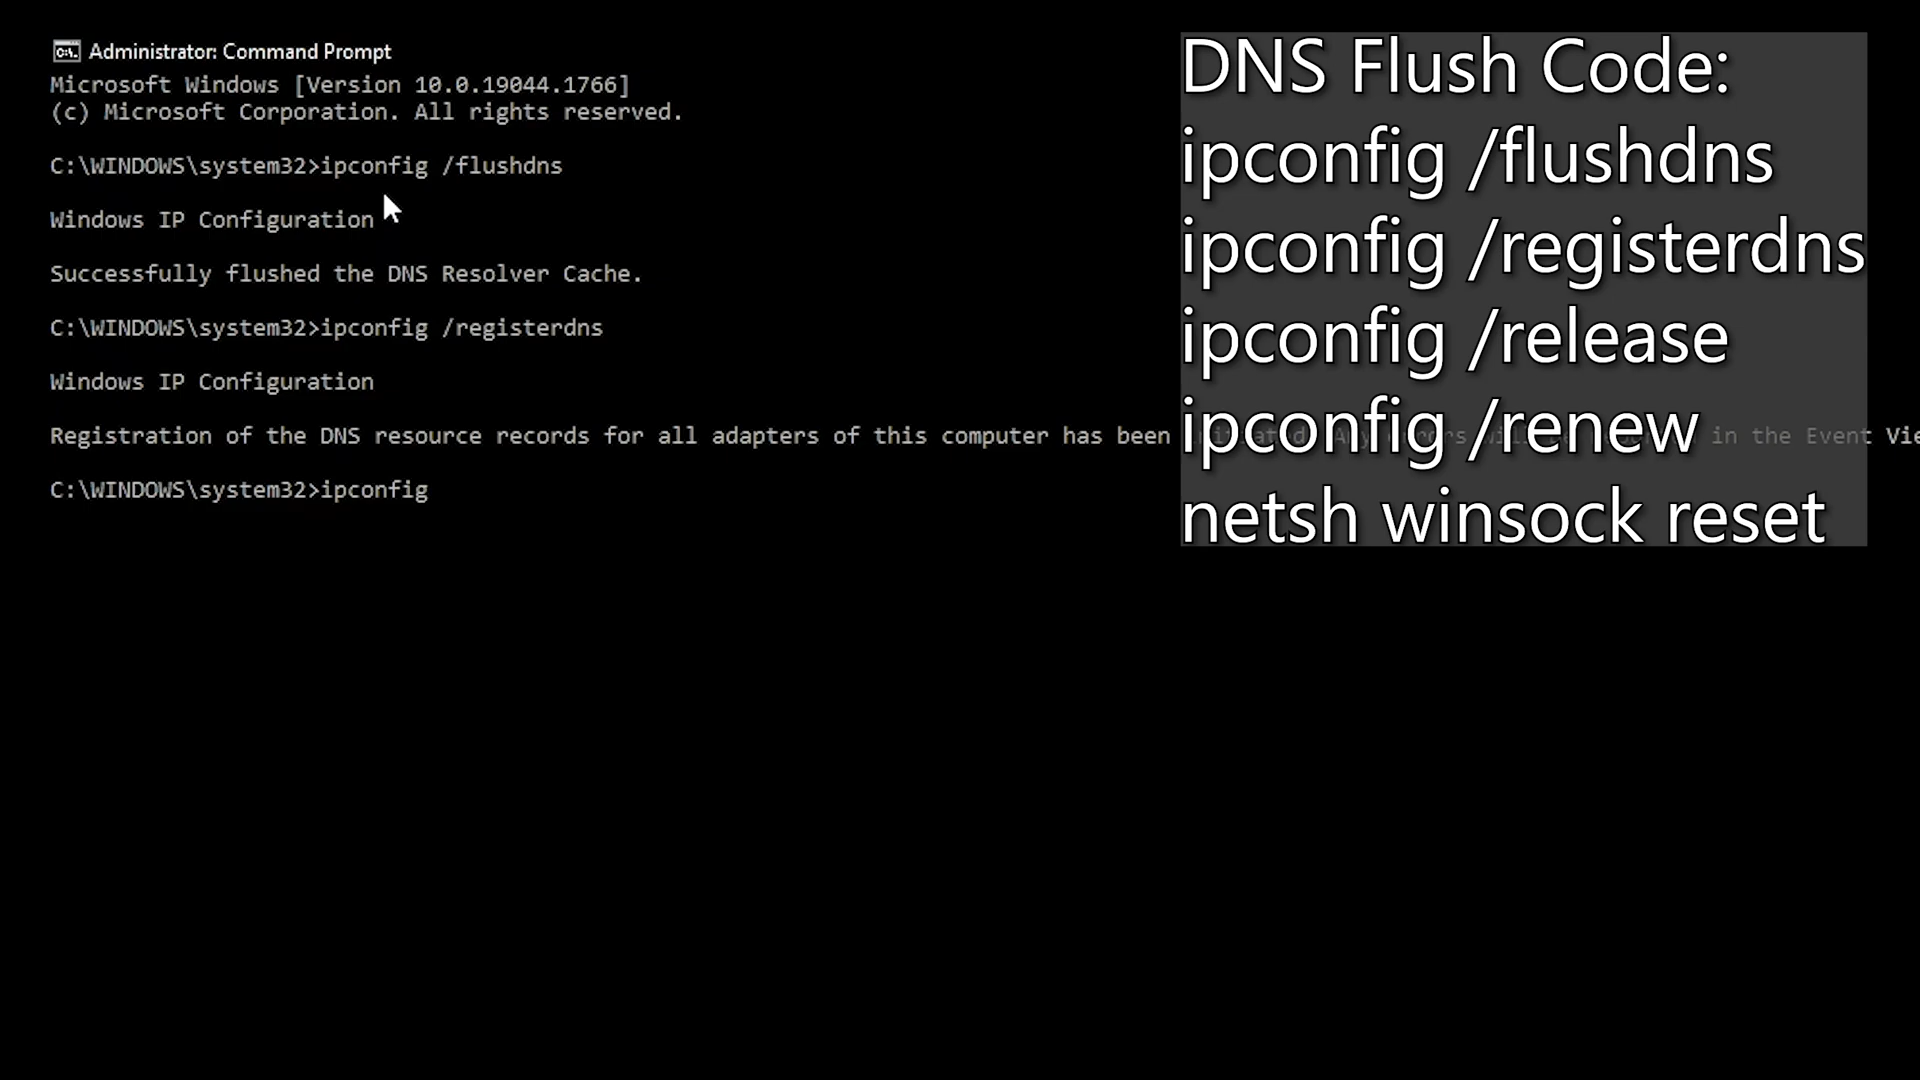 Administrator: Command Prompt
Microsoft Windows [Version 10.0.19044.1766]
(c) Microsoft Corporation. All rights reserved.
C:\WINDOWS\system32>ipconfig /flushdns
Windows IP Configuration
Successfully flushed the DNS Resolver Cache.
C:\WINDOWS\system32>ipconfig /registerdns
Windows IP Configuration
Registration of the DNS resource records for all adapters of this computer has been in the Event Vie
C:\WINDOWS\system32>ipconfig
DNS Flush Code:
ipconfig /flushdns
ipconfig /registerdns
ipconfig /release
ipconfig /renew
netsh winsock reset